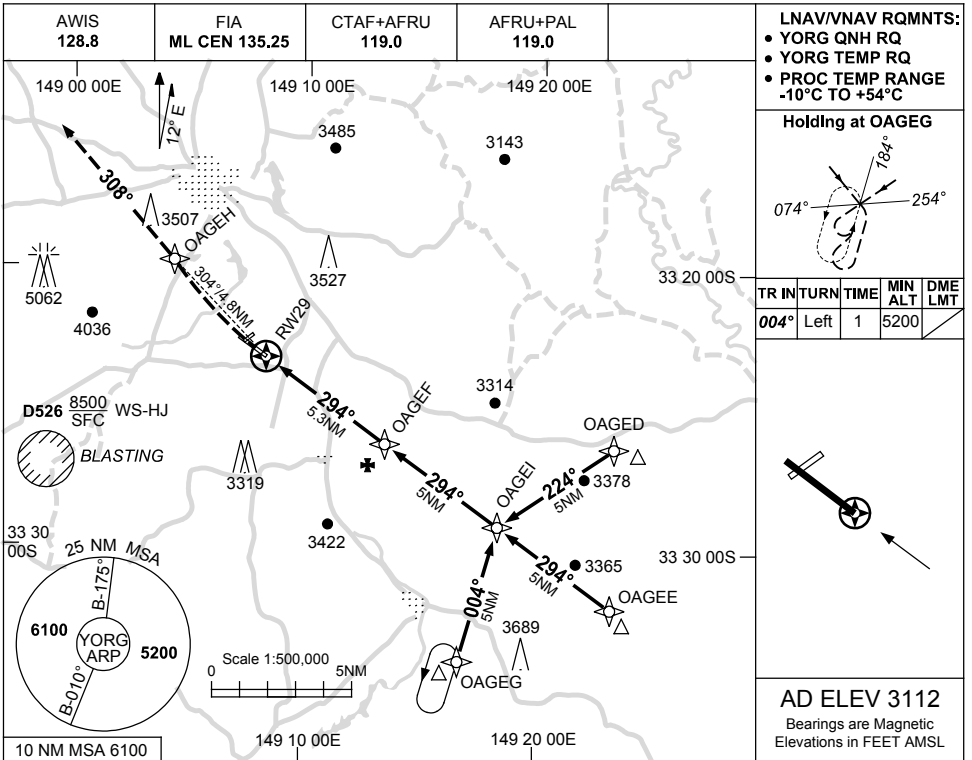 AWIS
128.8
FIA
ML CEN 135.25
CTAF+AFRU
119.0
AFRU+PAL
119.0
LNAV/VNAV RQMNTS:
• YORG QNH RQ
• YORG TEMP RQ
• PROC TEMP RANGE
-10°C TO +54°C
149 00 00E
149 10 00E
149 20 00E
12° E
3485
3143
308°
3507
OAGEH
3527
5062
4036
304°/4.8NM
RW29
33 20 00S
Holding at OAGEG
184°
074°
254°
TR IN
TURN
TIME
MIN
ALT
DME
LMT
004°
Left
1
5200
D526 8500
SFC WS-HJ
BLASTING
294°
5.3NM
OAGEF
3314
OAGED
3319
294°
5NM
OAGEI
224°
5NM
3378
33 30
00S
3422
33 30 00S
294°
5NM
3365
OAGEE
004°
5NM
3689
OAGEG
25 NM MSA
B-175°
6100
YORG
ARP
5200
B-010°
10 NM MSA 6100
Scale 1:500,000
0
5NM
149 10 00E
149 20 00E
AD ELEV 3112
Bearings are Magnetic
Elevations in FEET AMSL